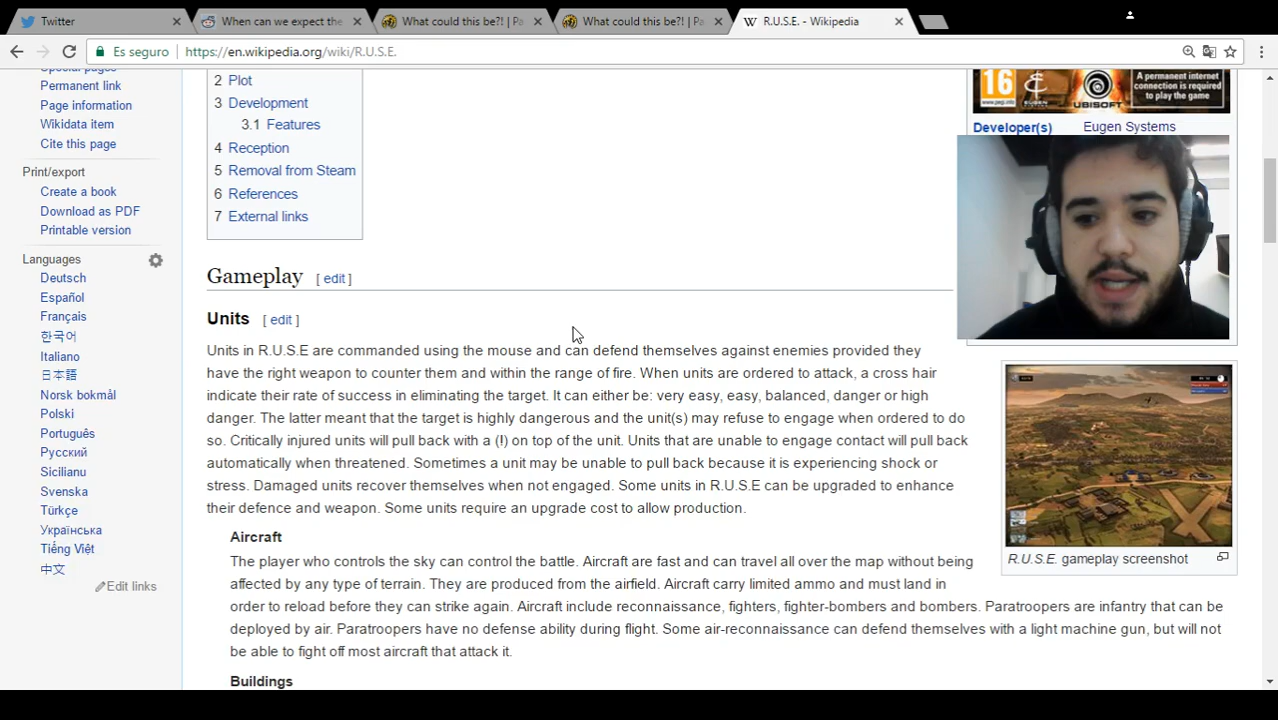 Twitter
When can we expect the
What could this be?! | Pa
What could this be?! | Pa
R.U.S.E. - Wikipedia
Es seguro
https://en.wikipedia.org/wiki/R.U.S.E.
Special pages
Permanent link
Page information
Wikidata item
Cite this page
Print/export
Create a book
Download as PDF
Printable version
Languages
Deutsch
Español
Français
한국어
Italiano
日本語
Norsk bokmål
Polski
Português
Русский
Sicilianu
Svenska
Türkçe
Українська
Tiếng Việt
中文
Edit links
2 Plot
3 Development
3.1 Features
4 Reception
5 Removal from Steam
6 References
7 External links
16
www.pegi.info
EUGEN
UBISOFT
A permanent internet
connection is required
to play the game
Developer(s) Eugen Systems
Gameplay [ edit ]
Units [ edit ]
Units in R.U.S.E are commanded using the mouse and can defend themselves against enemies provided they
have the right weapon to counter them and within the range of fire. When units are ordered to attack, a cross hair
indicate their rate of success in eliminating the target. It can either be: very easy, easy, balanced, danger or high
danger. The latter meant that the target is highly dangerous and the unit(s) may refuse to engage when ordered to do
so. Critically injured units will pull back with a (!) on top of the unit. Units that are unable to engage contact will pull back
automatically when threatened. Sometimes a unit may be unable to pull back because it is experiencing shock or
stress. Damaged units recover themselves when not engaged. Some units in R.U.S.E can be upgraded to enhance
their defence and weapon. Some units require an upgrade cost to allow production.
R.U.S.E. gameplay screenshot
Aircraft
The player who controls the sky can control the battle. Aircraft are fast and can travel all over the map without being
affected by any type of terrain. They are produced from the airfield. Aircraft carry limited ammo and must land in
order to reload before they can strike again. Aircraft include reconnaissance, fighters, fighter-bombers and bombers. Paratroopers are infantry that can be
deployed by air. Paratroopers have no defense ability during flight. Some air-reconnaissance can defend themselves with a light machine gun, but will not
be able to fight off most aircraft that attack it.
Buildings